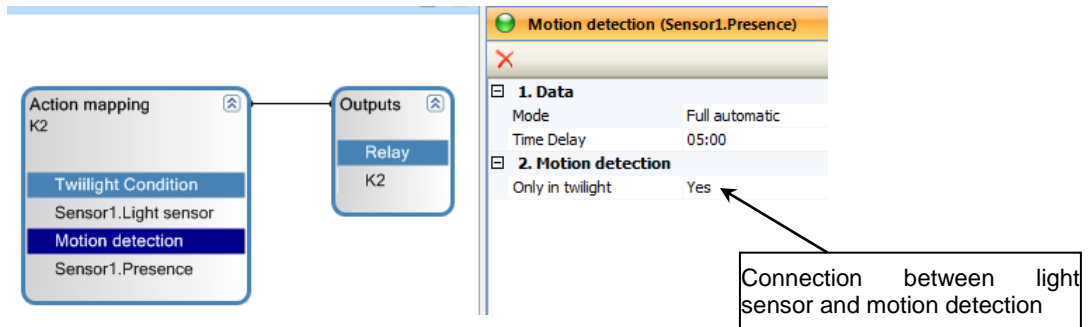 Action mapping
K2
Twiilight Condition
Sensor1.Light sensor
Motion detection
Sensor1.Presence
Outputs
Relay
K2
Motion detection (Sensor1.Presence)
1. Data
Mode Full automatic
Time Delay 05:00
2. Motion detection
Only in twilight Yes
Connection between light
sensor and motion detection